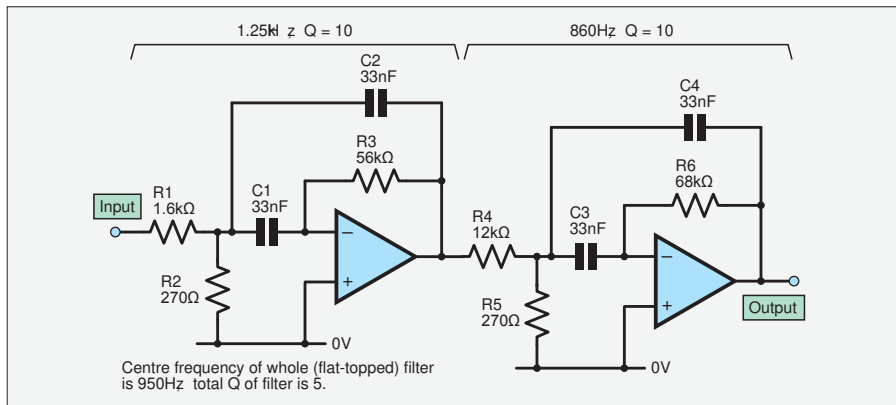 1.25kH z Q = 10
860Hz Q = 10
C2
33nF
C4
33nF
R3
56kΩ
R6
68kΩ
Input
R1
1.6kΩ
C1
33nF
R4
12kΩ
C3
33nF
–
+
–
+
R2
270Ω
R5
270Ω
Output
0V
0V
Centre frequency of whole (flat-topped) filter
is 950Hz total Q of filter is 5.